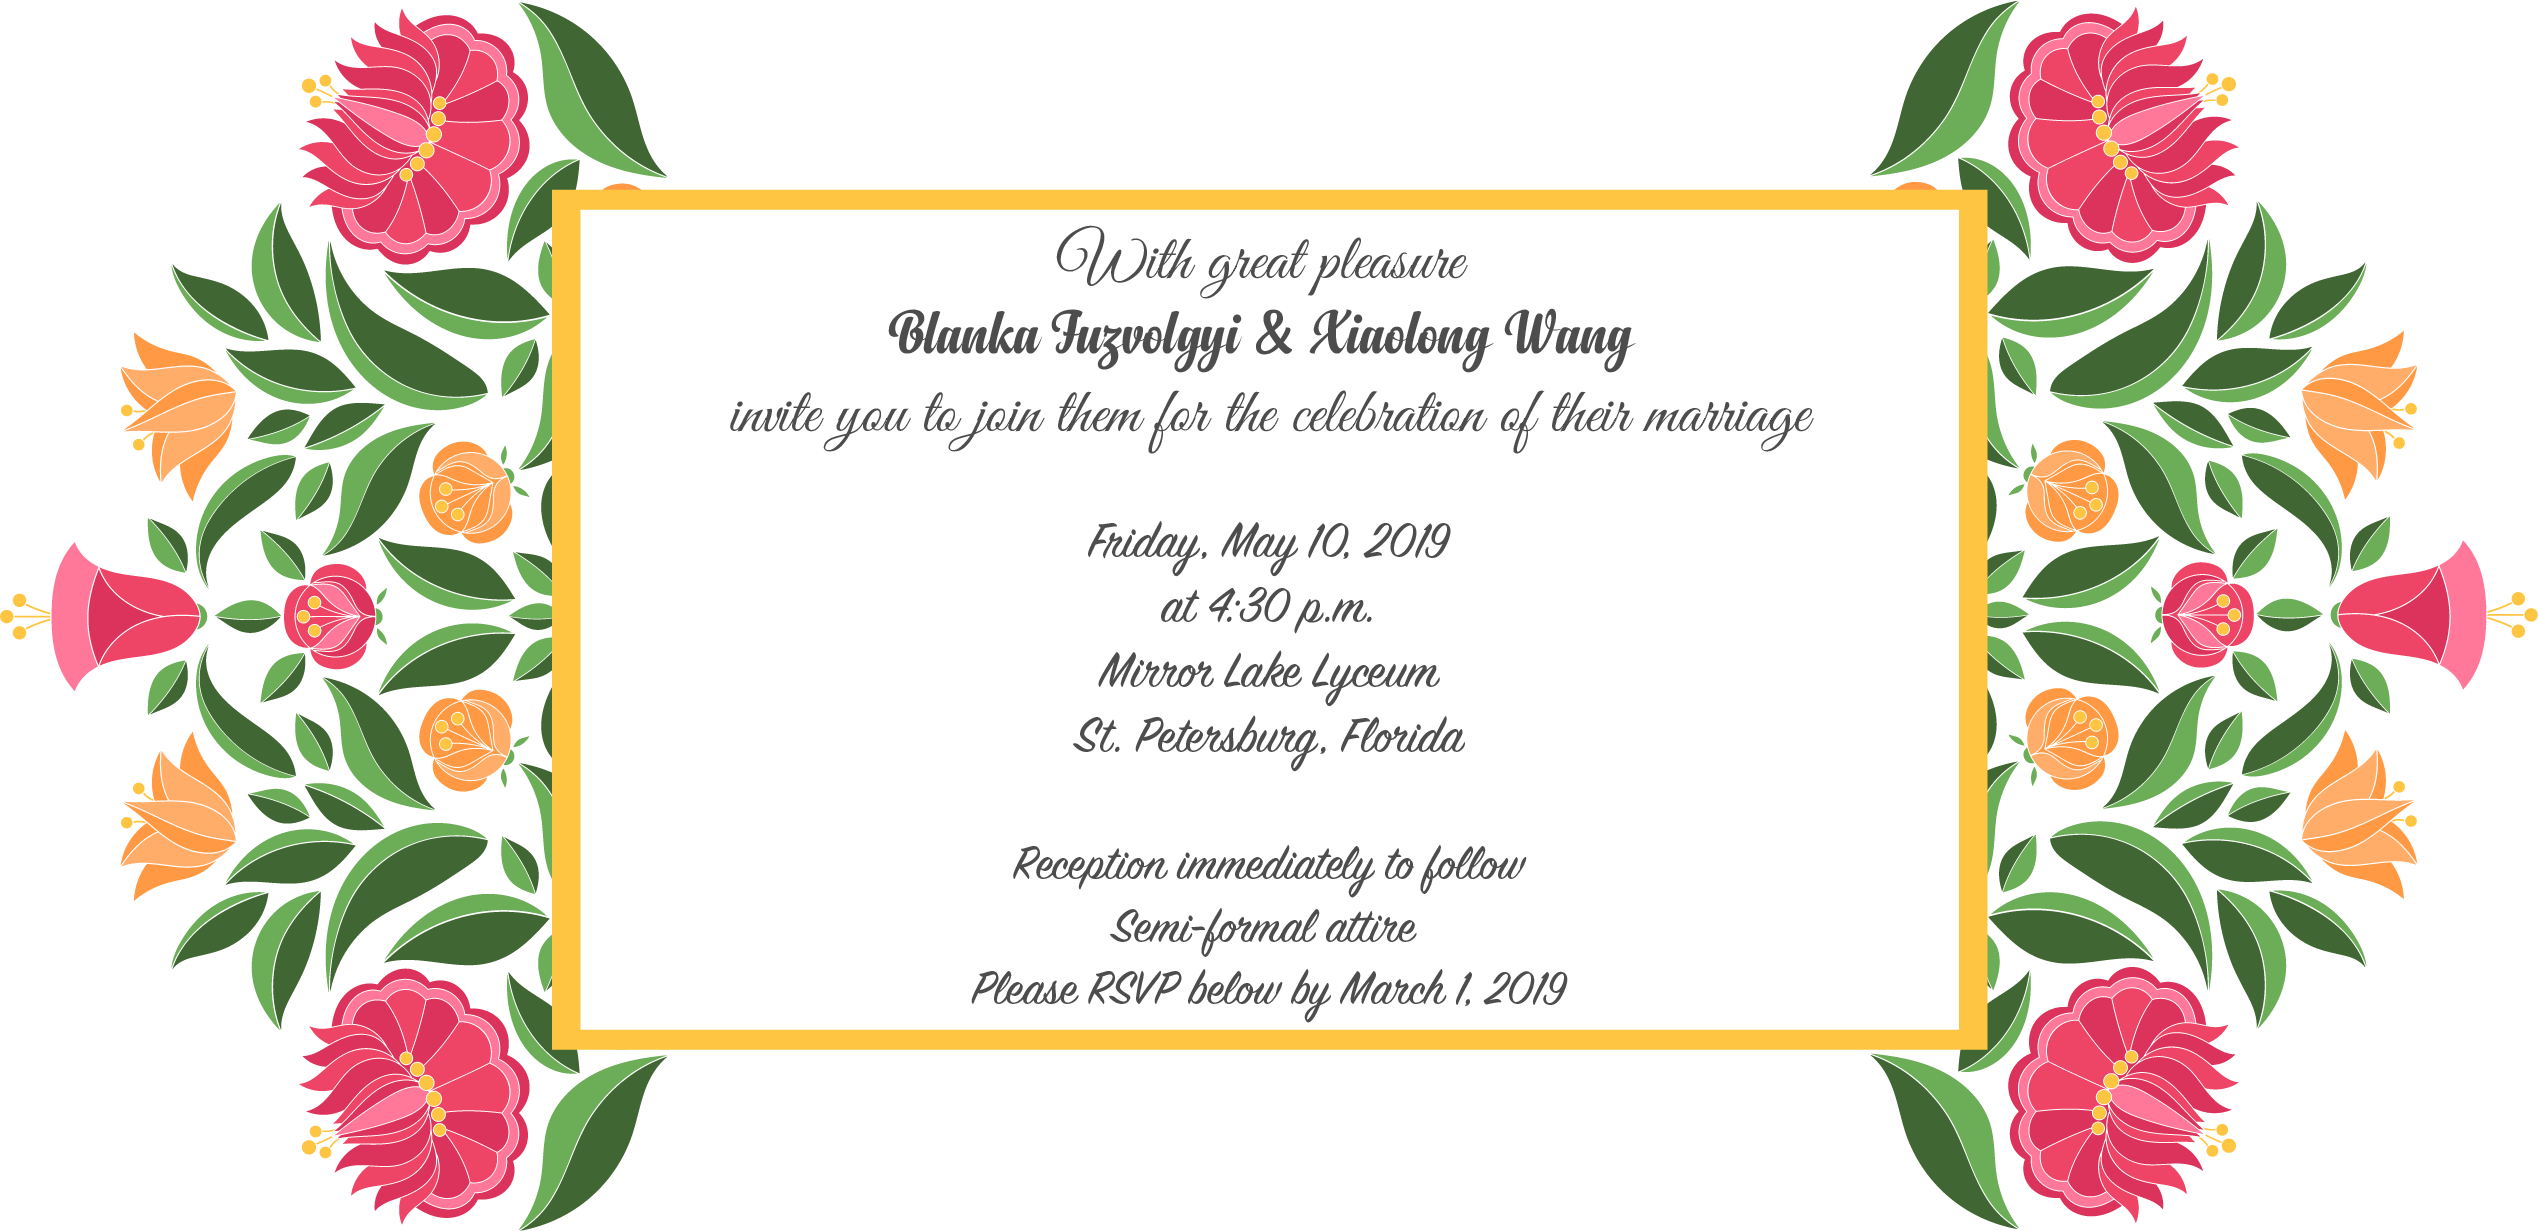 With great pleasure
Blanka Fuzvolgyi & Xiaolong Wang
invite you to join them for the celebration of their marriage
Friday, May 10, 2019
at 4:30 p.m.
Mirror Lake Lyceum
St. Petersburg, Florida
Reception immediately to follow
Semi-formal attire
Please RSVP below by March 1, 2019